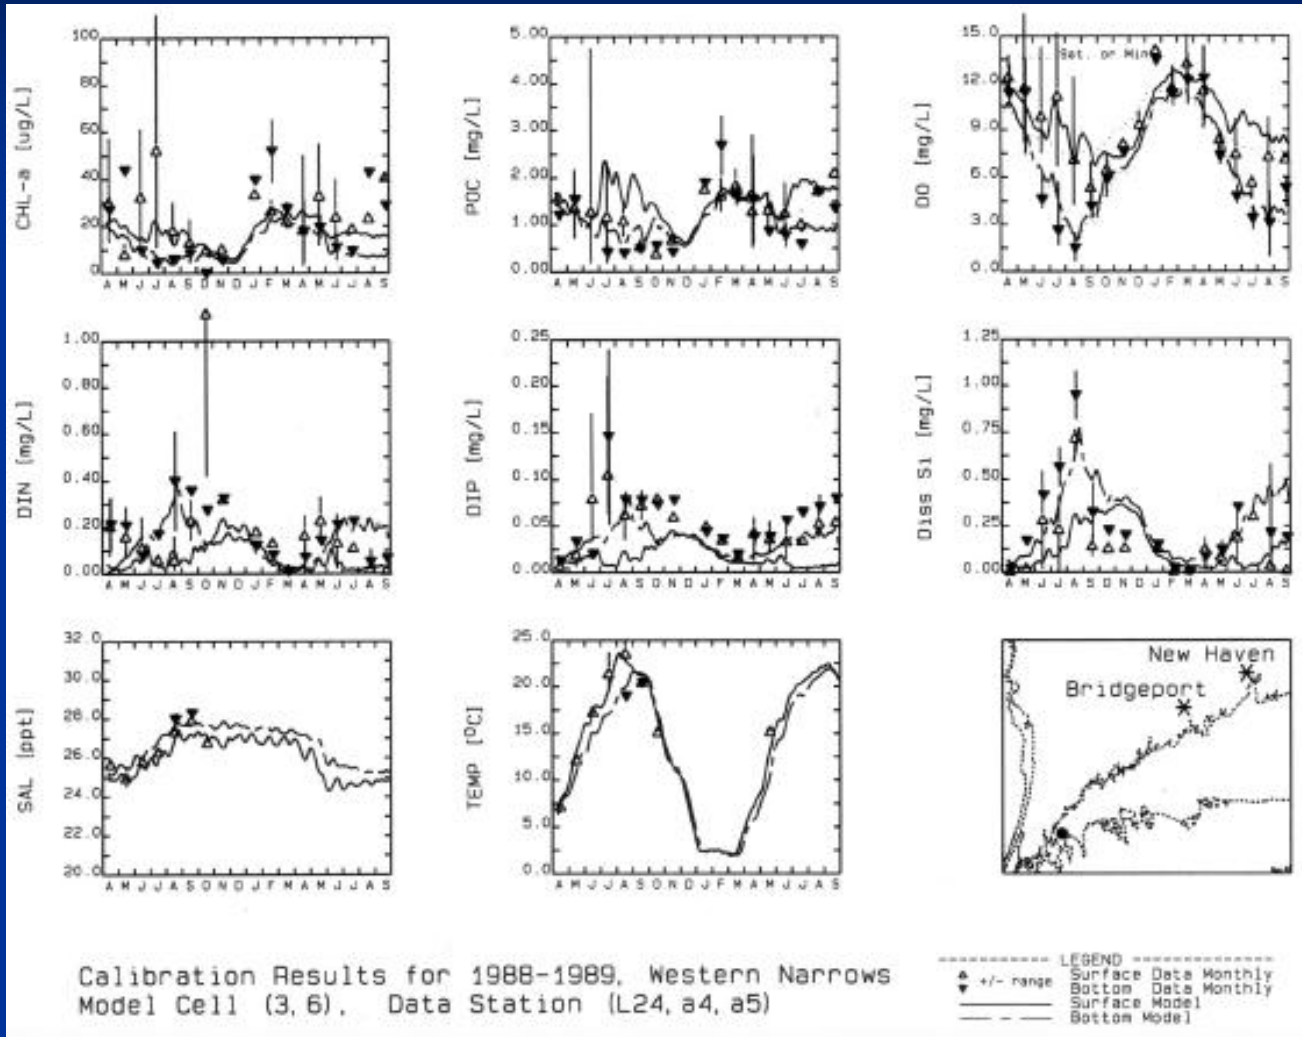 CHL-a [ug/L]
100
80
60
40
20
0
A M J J A S O N D J F M A M J J A S
POC [mg/L]
5.00
4.00
3.00
2.00
1.00
0.00
A M J J A S O N D J F M A M J J A S
DO [mg/L]
15.0
12.0
9.0
6.0
3.0
0.0
Sat. or Min
A M J J A S O N D J F M A M J J A S
DIN [mg/L]
1.00
0.80
0.60
0.40
0.20
0.00
A M J J A S O N D J F M A M J J A S
DIP [mg/L]
0.25
0.20
0.15
0.10
0.05
0.00
A M J J A S O N D J F M A M J J A S
Diss Si [mg/L]
1.25
1.00
0.75
0.50
0.25
0.00
A M J J A S O N D J F M A M J J A S
SAL [ppt]
32.0
30.0
28.0
26.0
24.0
22.0
20.0
A M J J A S O N D J F M A M J J A S
TEMP [°C]
25.0
20.0
15.0
10.0
5.0
0.0
A M J J A S O N D J F M A M J J A S
New Haven
Bridgeport
Calibration Results for 1988-1989, Western Narrows
Model Cell (3,6), Data Station (L24,a4,a5)
LEGEND
+/- range Surface Data Monthly
Bottom Data Monthly
Surface Model
Bottom Model